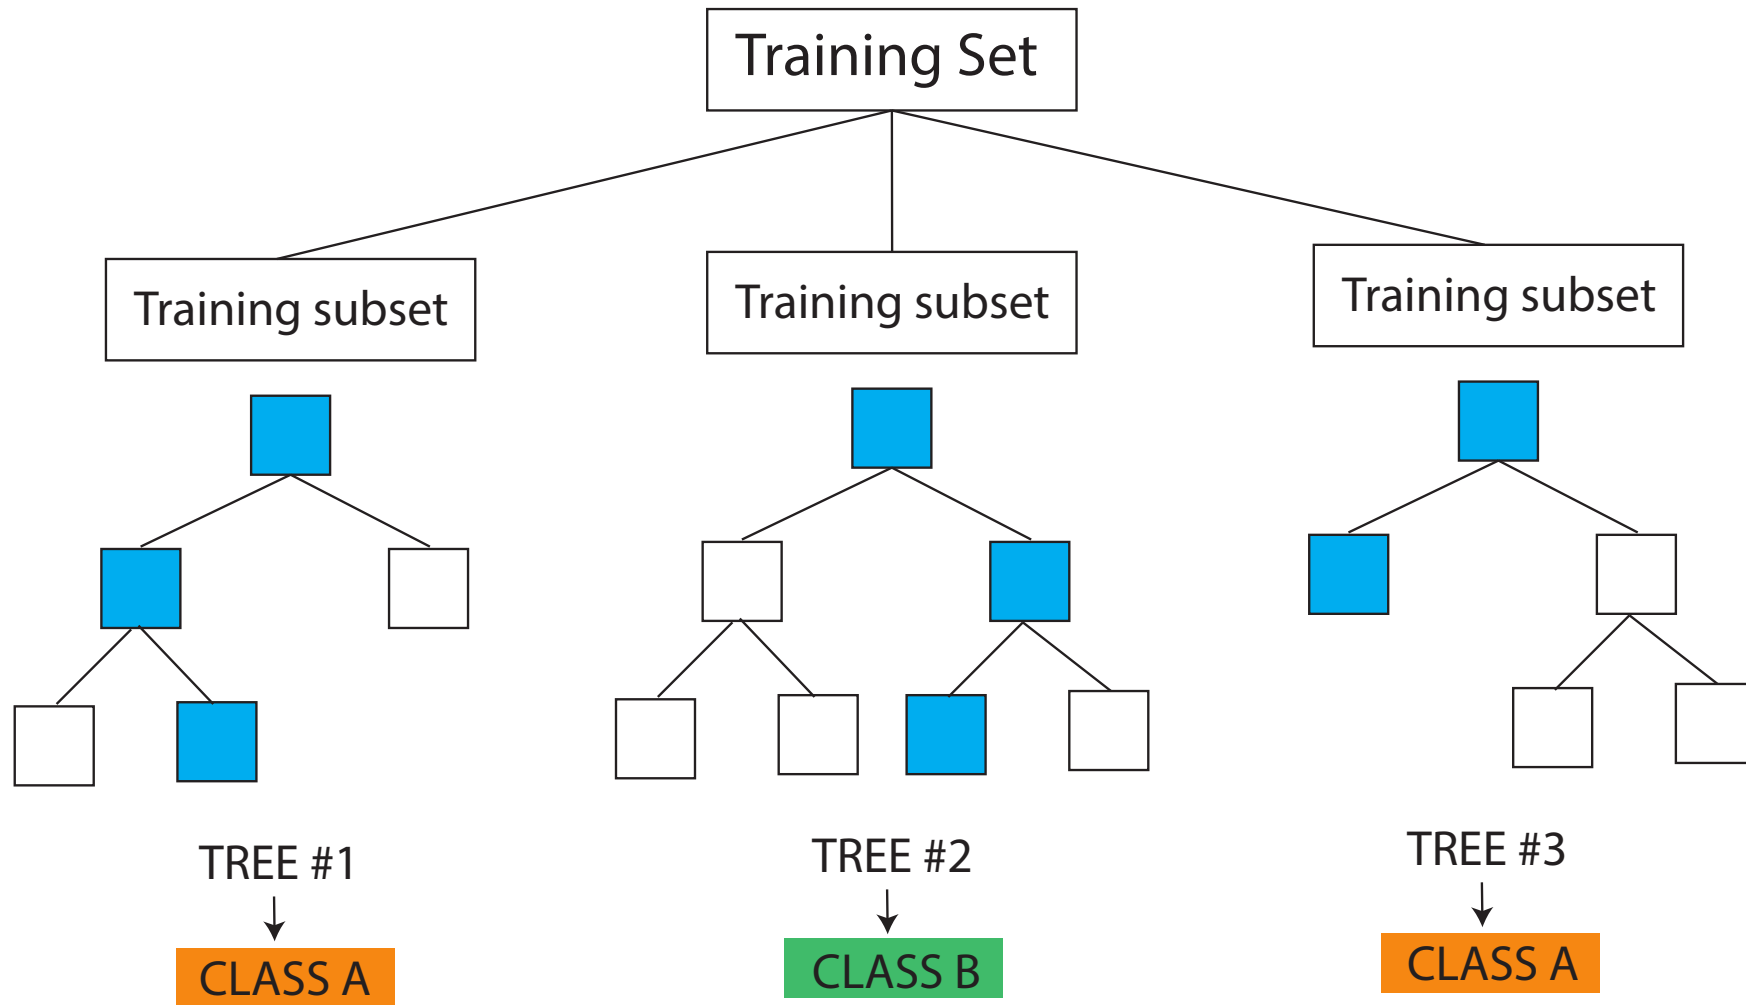 Training Set
Training subset
Training subset
Training subset
TREE #1
TREE #2
TREE #3
CLASS A
CLASS B
CLASS A